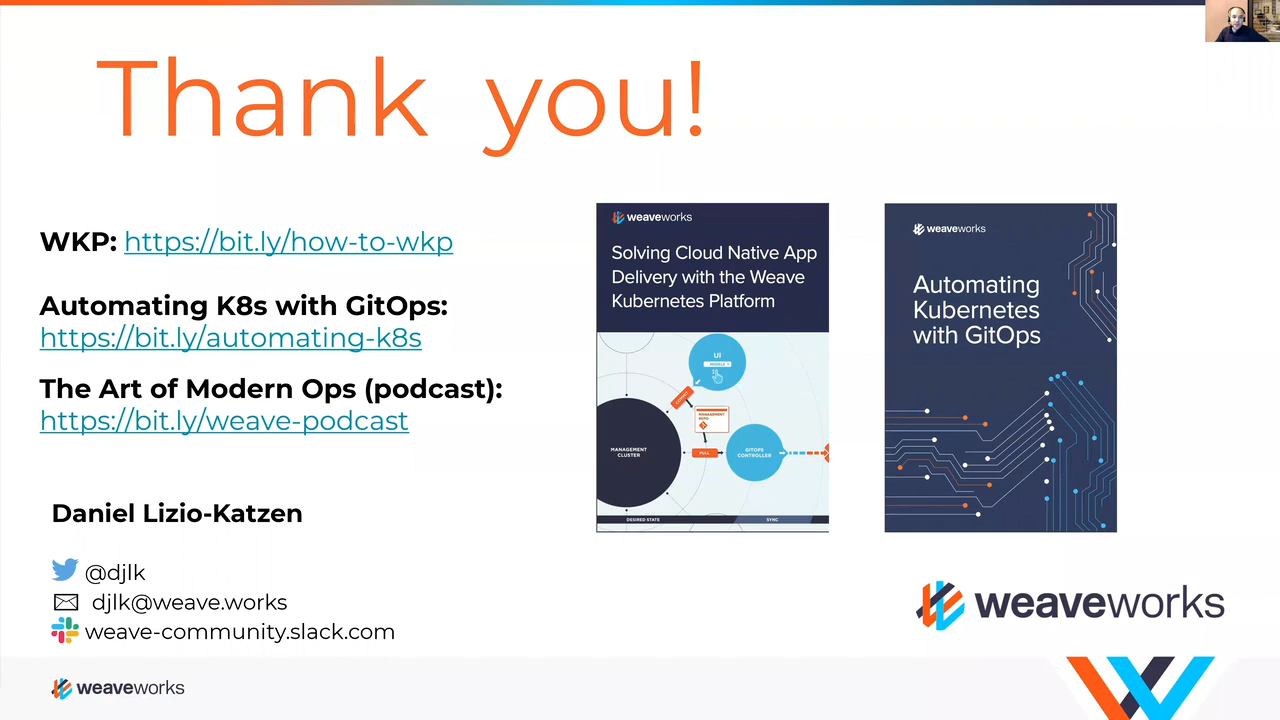 Thank you!
WKP: https://bit.ly/how-to-wkp
Automating K8s with GitOps:
https://bit.ly/automating-k8s
The Art of Modern Ops (podcast):
https://bit.ly/weave-podcast
Daniel Lizio-Katzen
@djlk
djlk@weave.works
weave-community.slack.com
weaveworks
Solving Cloud Native App
Delivery with the Weave
Kubernetes Platform
UI
COMMIT
MANAGEMENT
REPO
MANAGEMENT
CLUSTER
PULL
GITOPS
CONTROLLER
DESIRED STATE
SYNC
weaveworks
Automating
Kubernetes
with GitOps
weaveworks
weaveworks